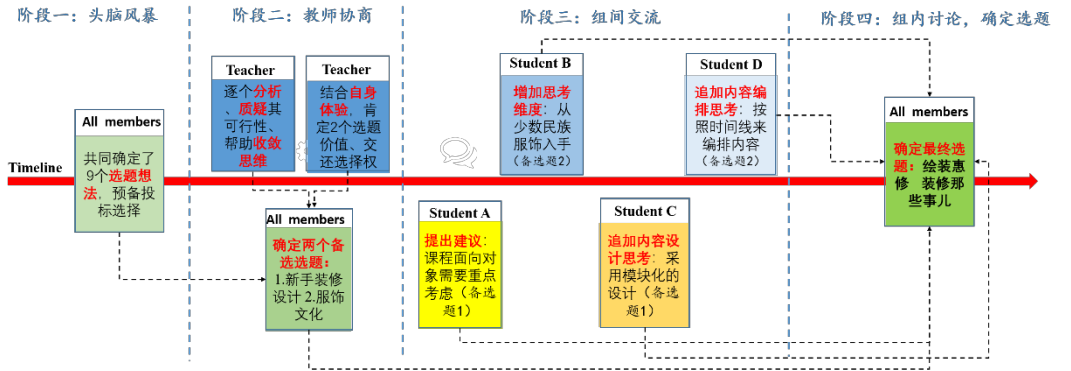 阶段一：头脑风暴
阶段二：教师协商
阶段三：组间交流
阶段四：组内讨论，确定选题
Timeline
All members
共同确定了
9个选题想
法，预备投
标选择
Teacher
逐个分析
、质疑其
可行性、
帮助收敛
思维
Teacher
结合自身
体验，肯
定2个选题
价值、交
还选择权
All members
确定两个备
选选题：
1.新手装修
设计 2.服饰
文化
Student B
增加思考
维度：从
少数民族
服饰入手
（备选题2）
Student D
追加内容编
排思考：按
照时间线来
编排内容
（备选题2）
Student A
提出建议：
课程面向对
象需要重点
考虑（备选
题1）
Student C
追加内容设
计思考：采
用模块化的
设计（备选
题1）
All members
确定最终选
题：绘装惠
修 装修那
些事儿